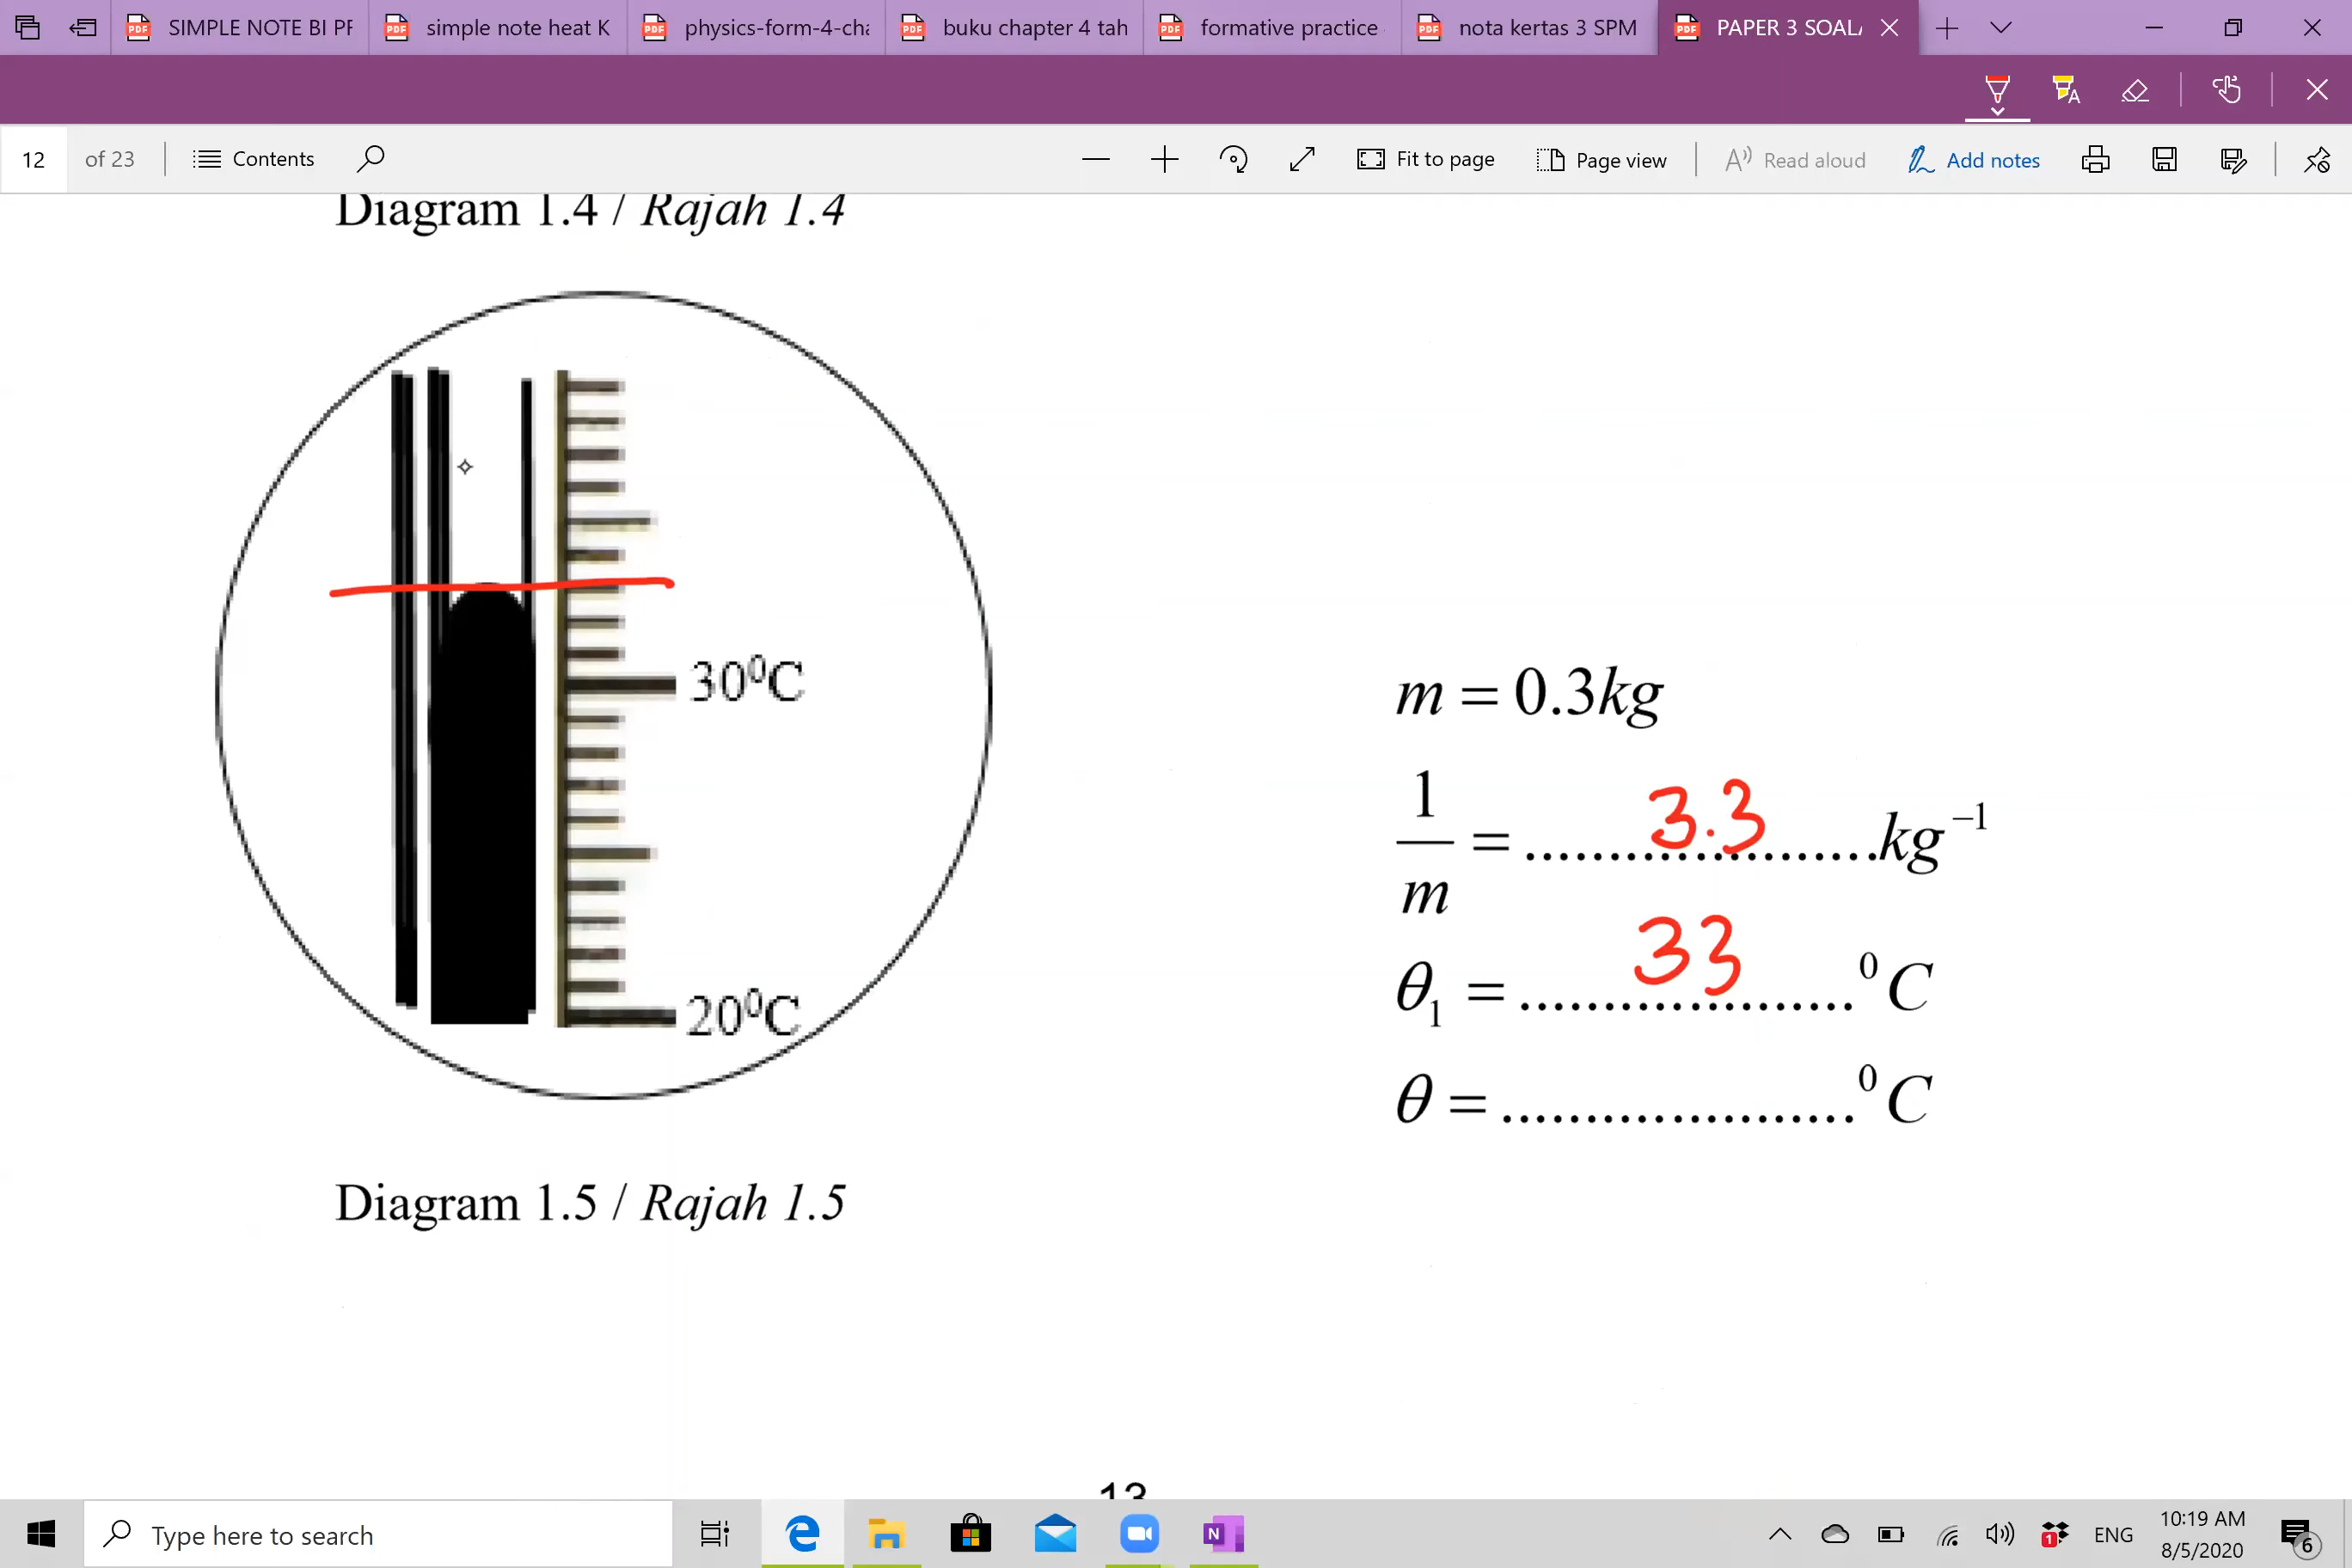 SIMPLE NOTE BI PF
simple note heat K
physics-form-4-cha
buku chapter 4 tah
formative practice
nota kertas 3 SPM
PAPER 3 SOAL
12 of 23 Contents Fit to page Page view Read aloud Add notes
Diagram 1.4 / Rajah 1.4
30⁰C
20⁰C
Diagram 1.5 / Rajah 1.5
m = 0.3kg
1/m = ..........3.3..........kg⁻¹
θ₁ = ..........33..........⁰C
θ = .....................⁰C
13
Type here to search
ENG
10:19 AM
8/5/2020
6